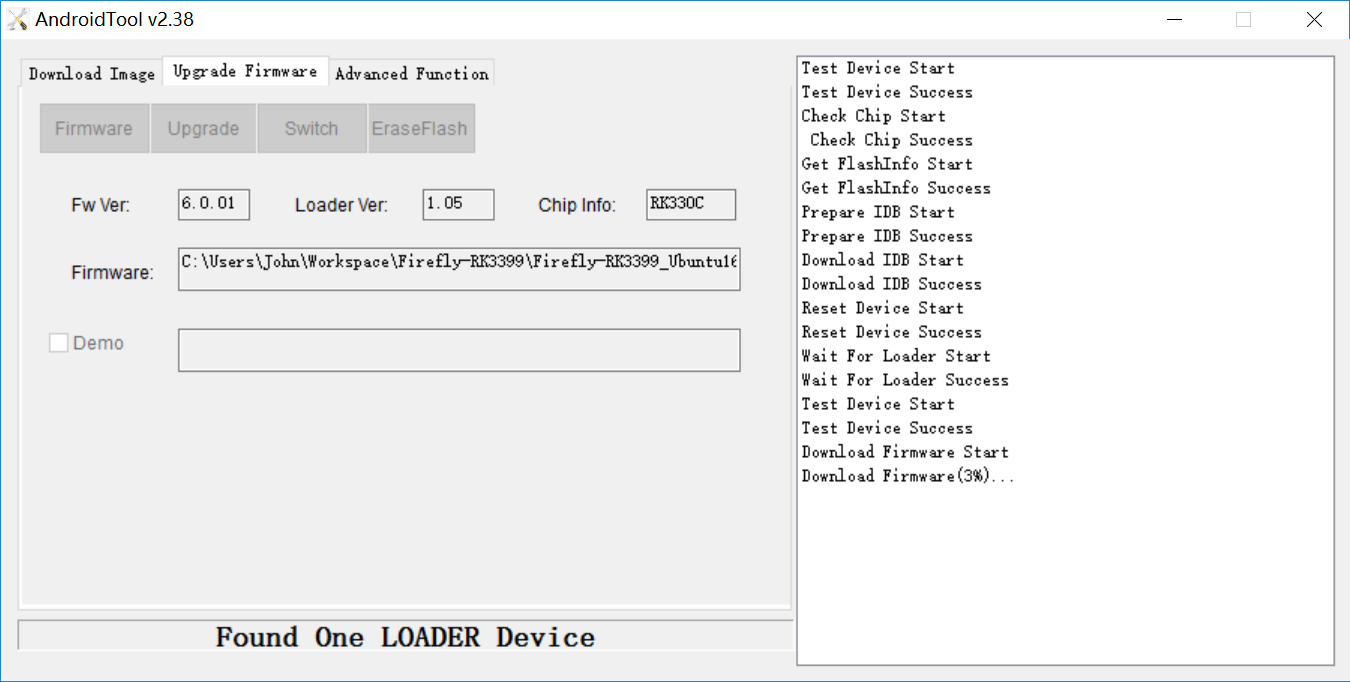 AndroidTool v2.38
Download Image Upgrade Firmware Advanced Function
Firmware Upgrade Switch EraseFlash
Fw Ver: 6.0.01 Loader Ver: 1.05 Chip Info: RK330C
Firmware: C:\Users\John\Workspace\Firefly-RK3399\Firefly-RK3399_Ubuntu16
Demo
Found One LOADER Device
Test Device Start
Test Device Success
Check Chip Start
Check Chip Success
Get FlashInfo Start
Get FlashInfo Success
Prepare IDB Start
Prepare IDB Success
Download IDB Start
Download IDB Success
Reset Device Start
Reset Device Success
Wait For Loader Start
Wait For Loader Success
Test Device Start
Test Device Success
Download Firmware Start
Download Firmware(3%)...